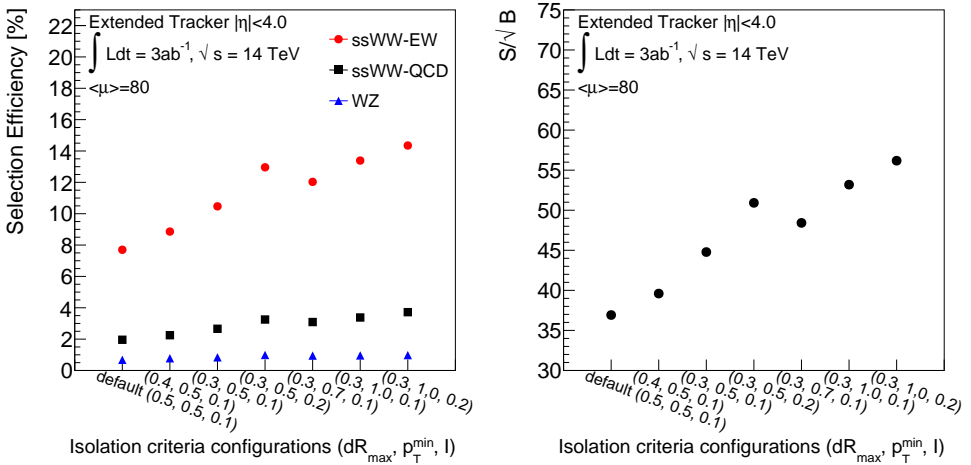 Selection Efficiency [%]
22
20
18
16
14
12
10
8
6
4
2
0
Extended Tracker |η|<4.0
∫ Ldt = 3ab⁻¹, √ s = 14 TeV
<μ>=80
ssWW-EW
ssWW-QCD
WZ
default (0.5, 0.5, 0.1)
(0.4, 0.5, 0.1)
(0.3, 0.5, 0.1)
(0.3, 0.5, 0.2)
(0.3, 0.7, 0.1)
(0.3, 1.0, 0.1)
(0.3, 1,0, 0.2)
Isolation criteria configurations (dR_max, p_T^min, I)
S/√ B
75
70
65
60
55
50
45
40
35
30
Extended Tracker |η|<4.0
∫ Ldt = 3ab⁻¹, √ s = 14 TeV
<μ>=80
default (0.5, 0.5, 0.1)
(0.4, 0.5, 0.1)
(0.3, 0.5, 0.1)
(0.3, 0.5, 0.2)
(0.3, 0.7, 0.1)
(0.3, 1.0, 0.1)
(0.3, 1,0, 0.2)
Isolation criteria configurations (dR_max, p_T^min, I)